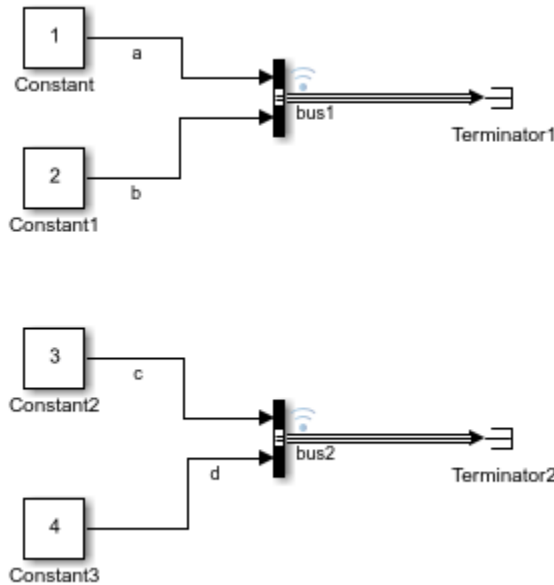 1
a
Constant
bus1
Terminator1
2
b
Constant1
3
c
Constant2
bus2
d
Terminator2
4
Constant3